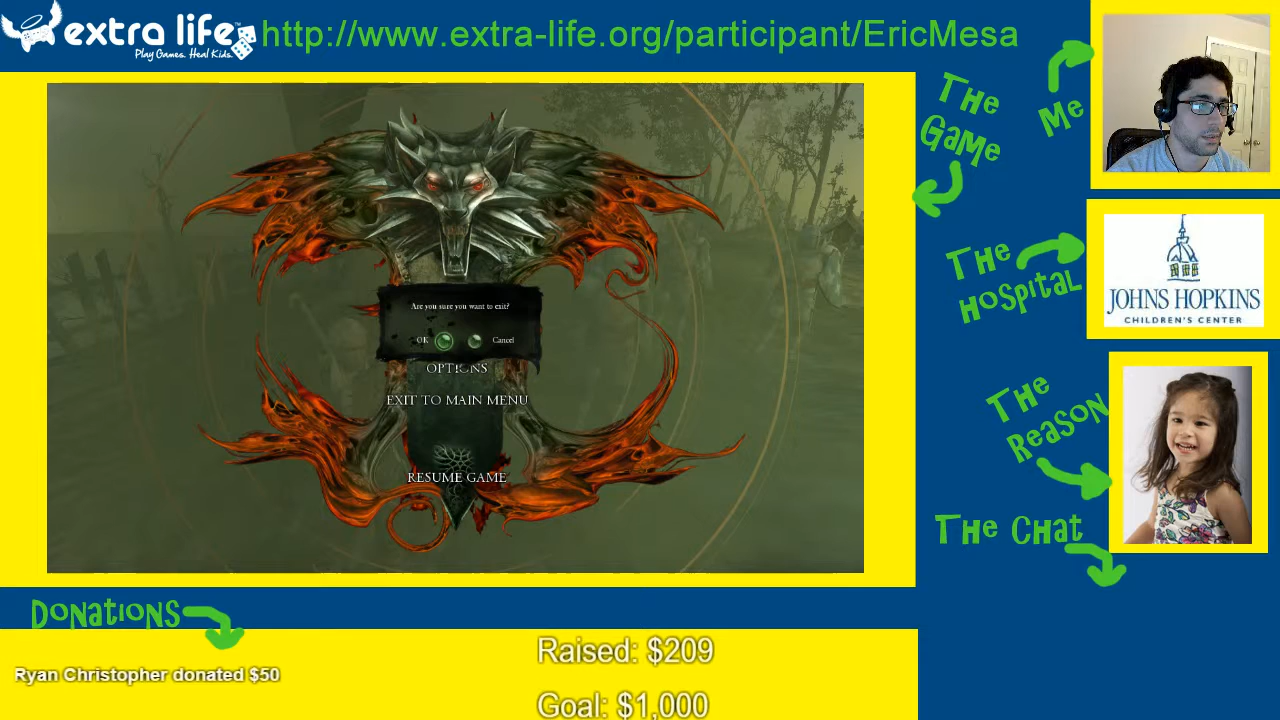 extra life
Play Games. Heal Kids.
http://www.extra-life.org/participant/EricMesa
Me
The
Game
The
Hospital
JOHNS HOPKINS
CHILDREN'S CENTER
Are you sure you want to exit?
OK
Cancel
OPTIONS
EXIT TO MAIN MENU
RESUME GAME
The
Reason
The Chat
Donations
Ryan Christopher donated $50
Raised: $209
Goal: $1,000